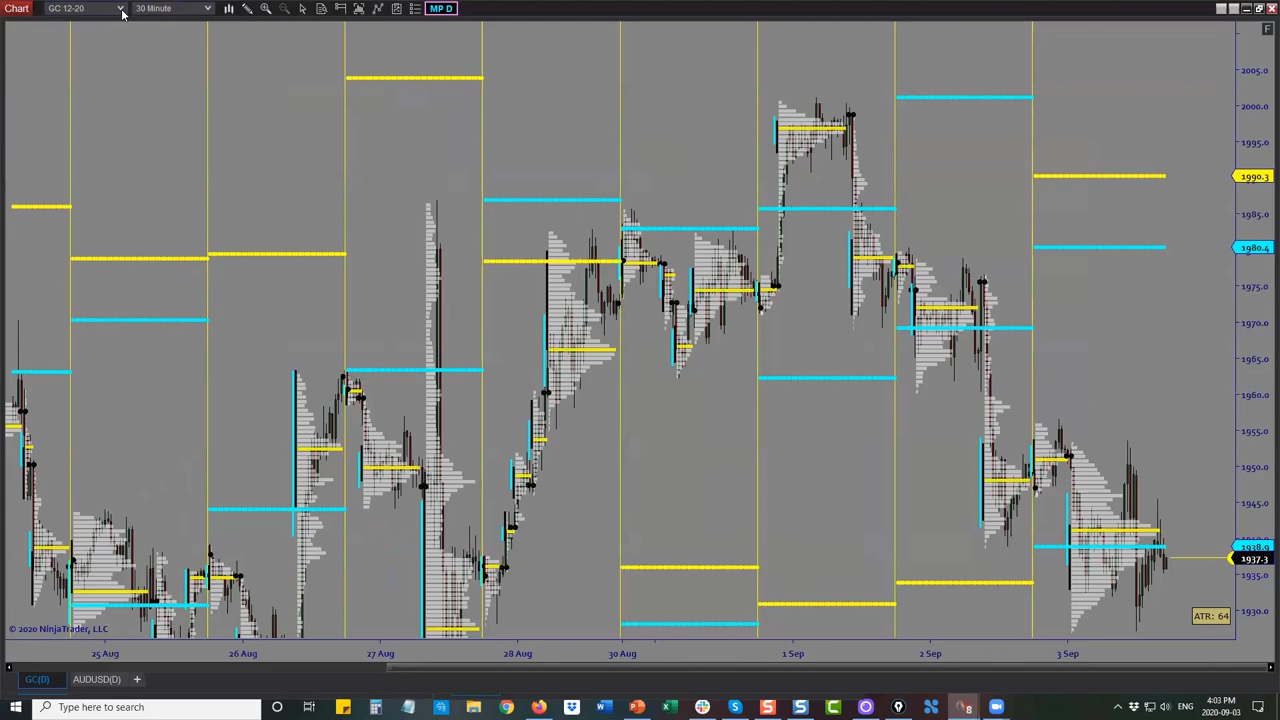 Chart GC 12-20 30 Minute MP D
F
2005.0
2000.0
1995.0
1990.3
1985.0
1980.4
1975.0
1970.0
1965.0
1960.0
1955.0
1950.0
1945.0
1938.9
1937.3
1935.0
1930.0
ATR: 64
© 2020 NinjaTrader, LLC
25 Aug 26 Aug 27 Aug 28 Aug 30 Aug 1 Sep 2 Sep 3 Sep
GC(D) AUDUSD(D) +
Type here to search
ENG
4:03 PM
2020-09-03